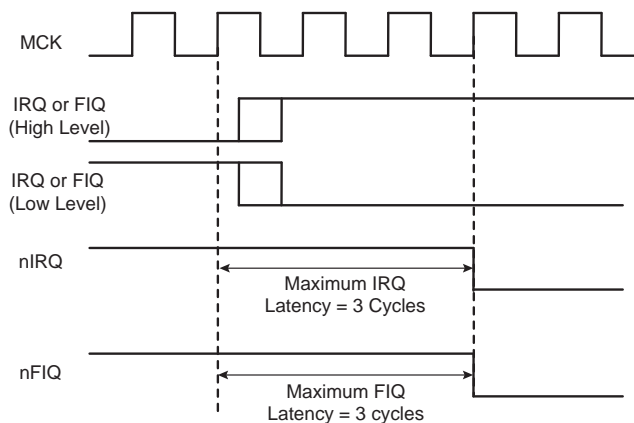 MCK
IRQ or FIQ
(High Level)
IRQ or FIQ
(Low Level)
nIRQ
Maximum IRQ
Latency = 3 Cycles
nFIQ
Maximum FIQ
Latency = 3 cycles